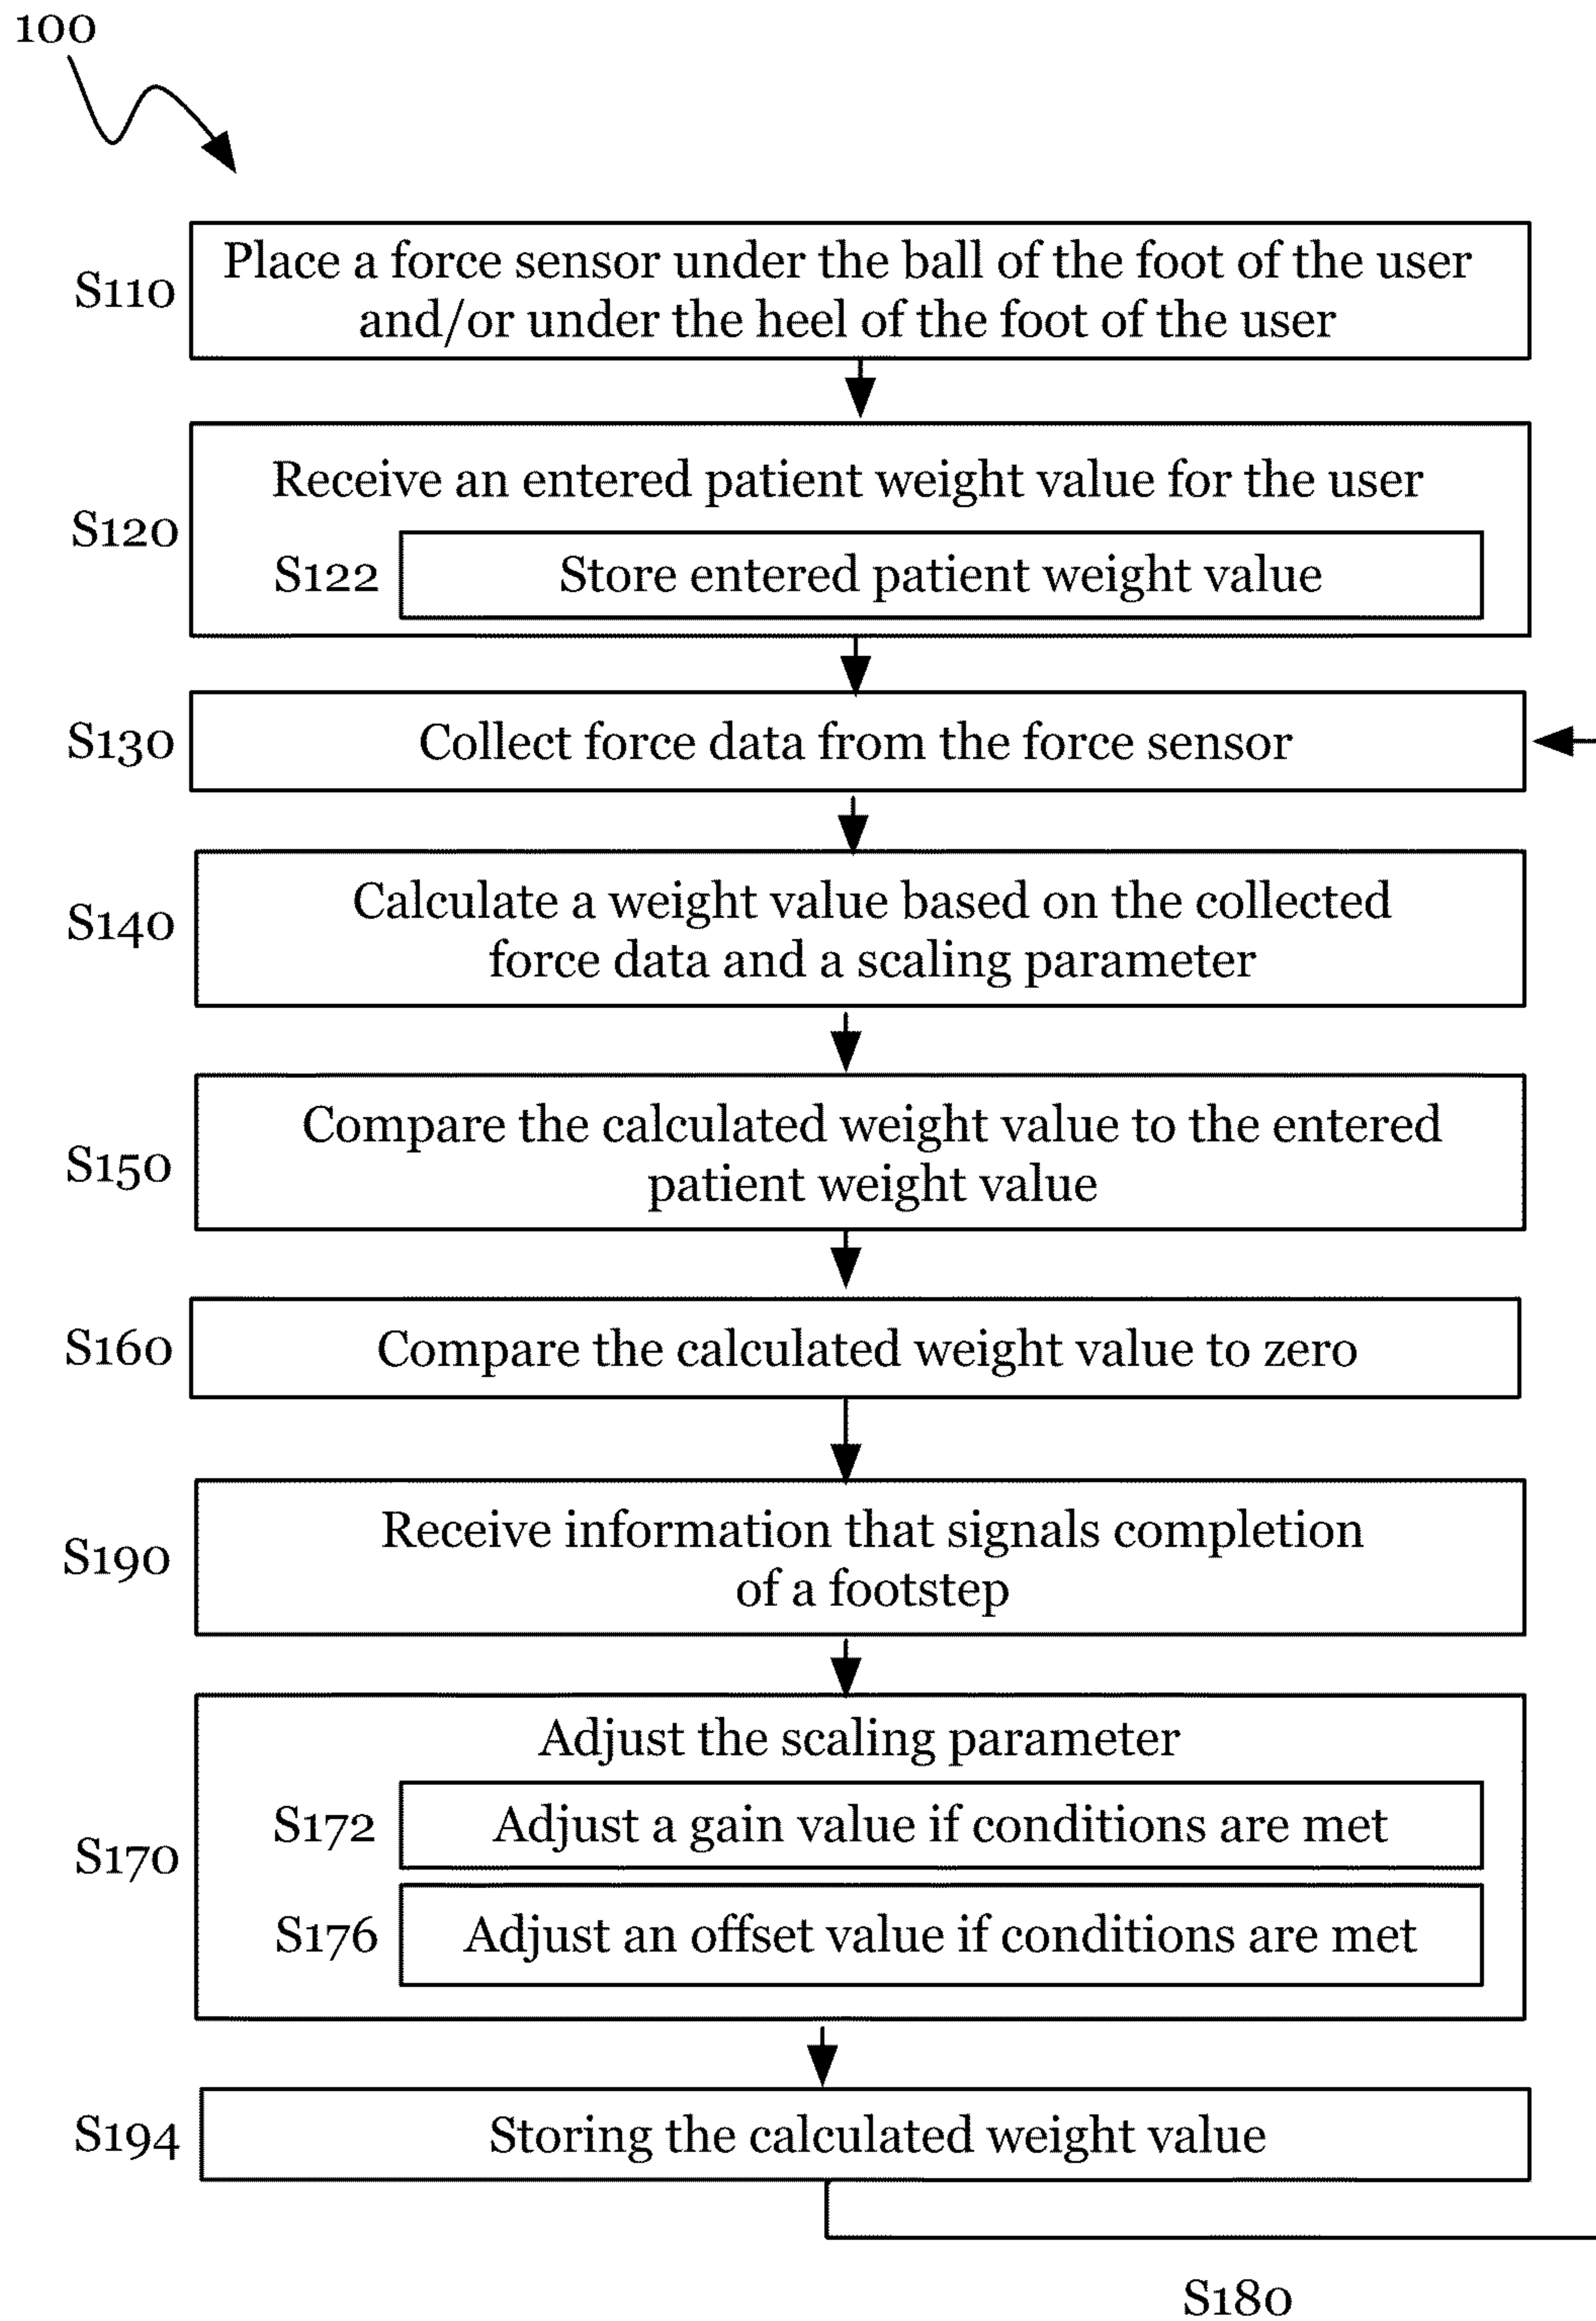 100
S110
Place a force sensor under the ball of the foot of the user
and/or under the heel of the foot of the user
S120
Receive an entered patient weight value for the user
S122
Store entered patient weight value
S130
Collect force data from the force sensor
S140
Calculate a weight value based on the collected
force data and a scaling parameter
S150
Compare the calculated weight value to the entered
patient weight value
S160
Compare the calculated weight value to zero
S190
Receive information that signals completion
of a footstep
S170
Adjust the scaling parameter
S172
Adjust a gain value if conditions are met
S176
Adjust an offset value if conditions are met
S194
Storing the calculated weight value
S180